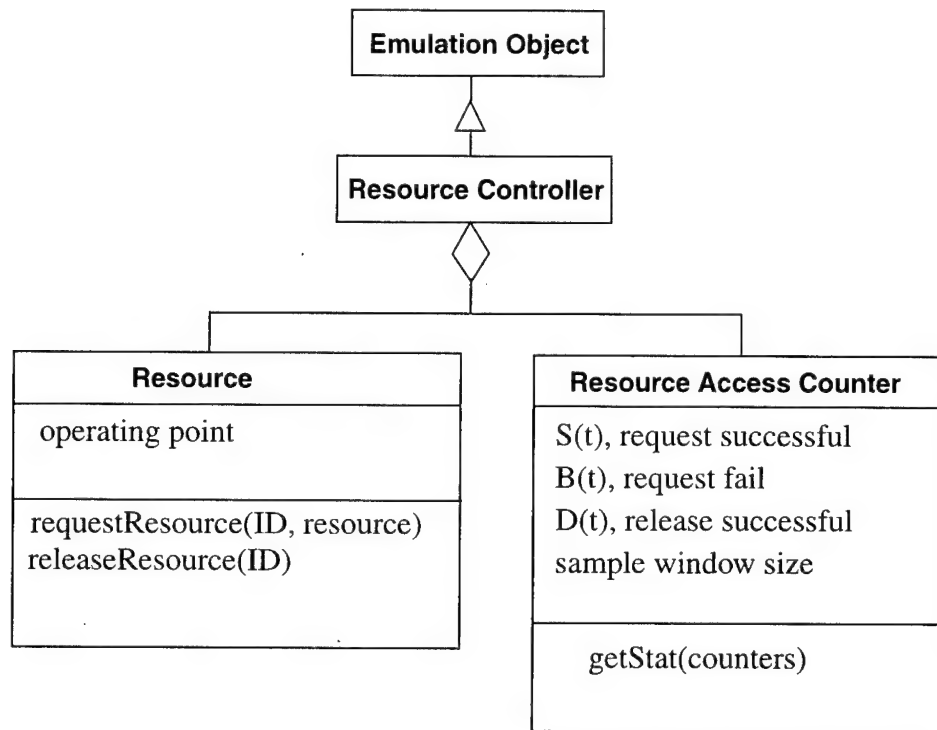 Emulation Object
Resource Controller
Resource
operating point
requestResource(ID, resource)
releaseResource(ID)
Resource Access Counter
S(t), request successful
B(t), request fail
D(t), release successful
sample window size
getStat(counters)